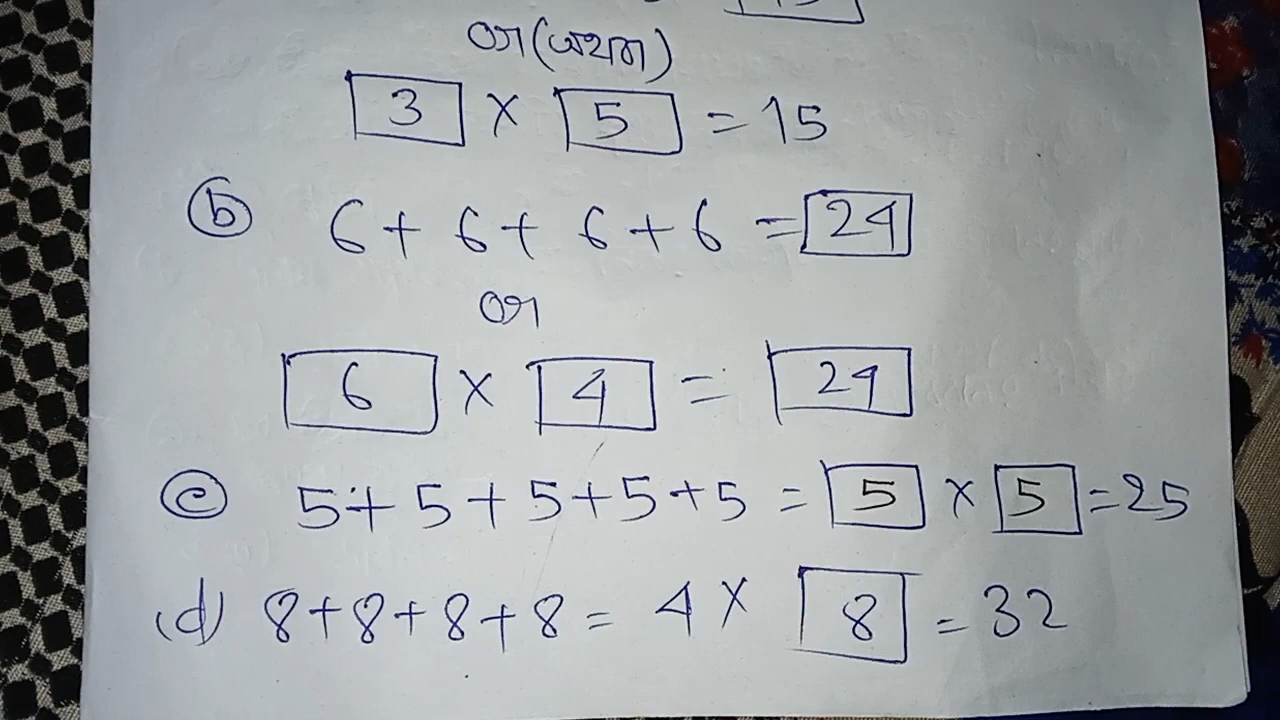 or (অথবা)
3 × 5 = 15
(b) 6 + 6 + 6 + 6 = 24
or
6 × 4 = 24
(c) 5 + 5 + 5 + 5 + 5 = 5 × 5 = 25
(d) 8 + 8 + 8 + 8 = 4 × 8 = 32